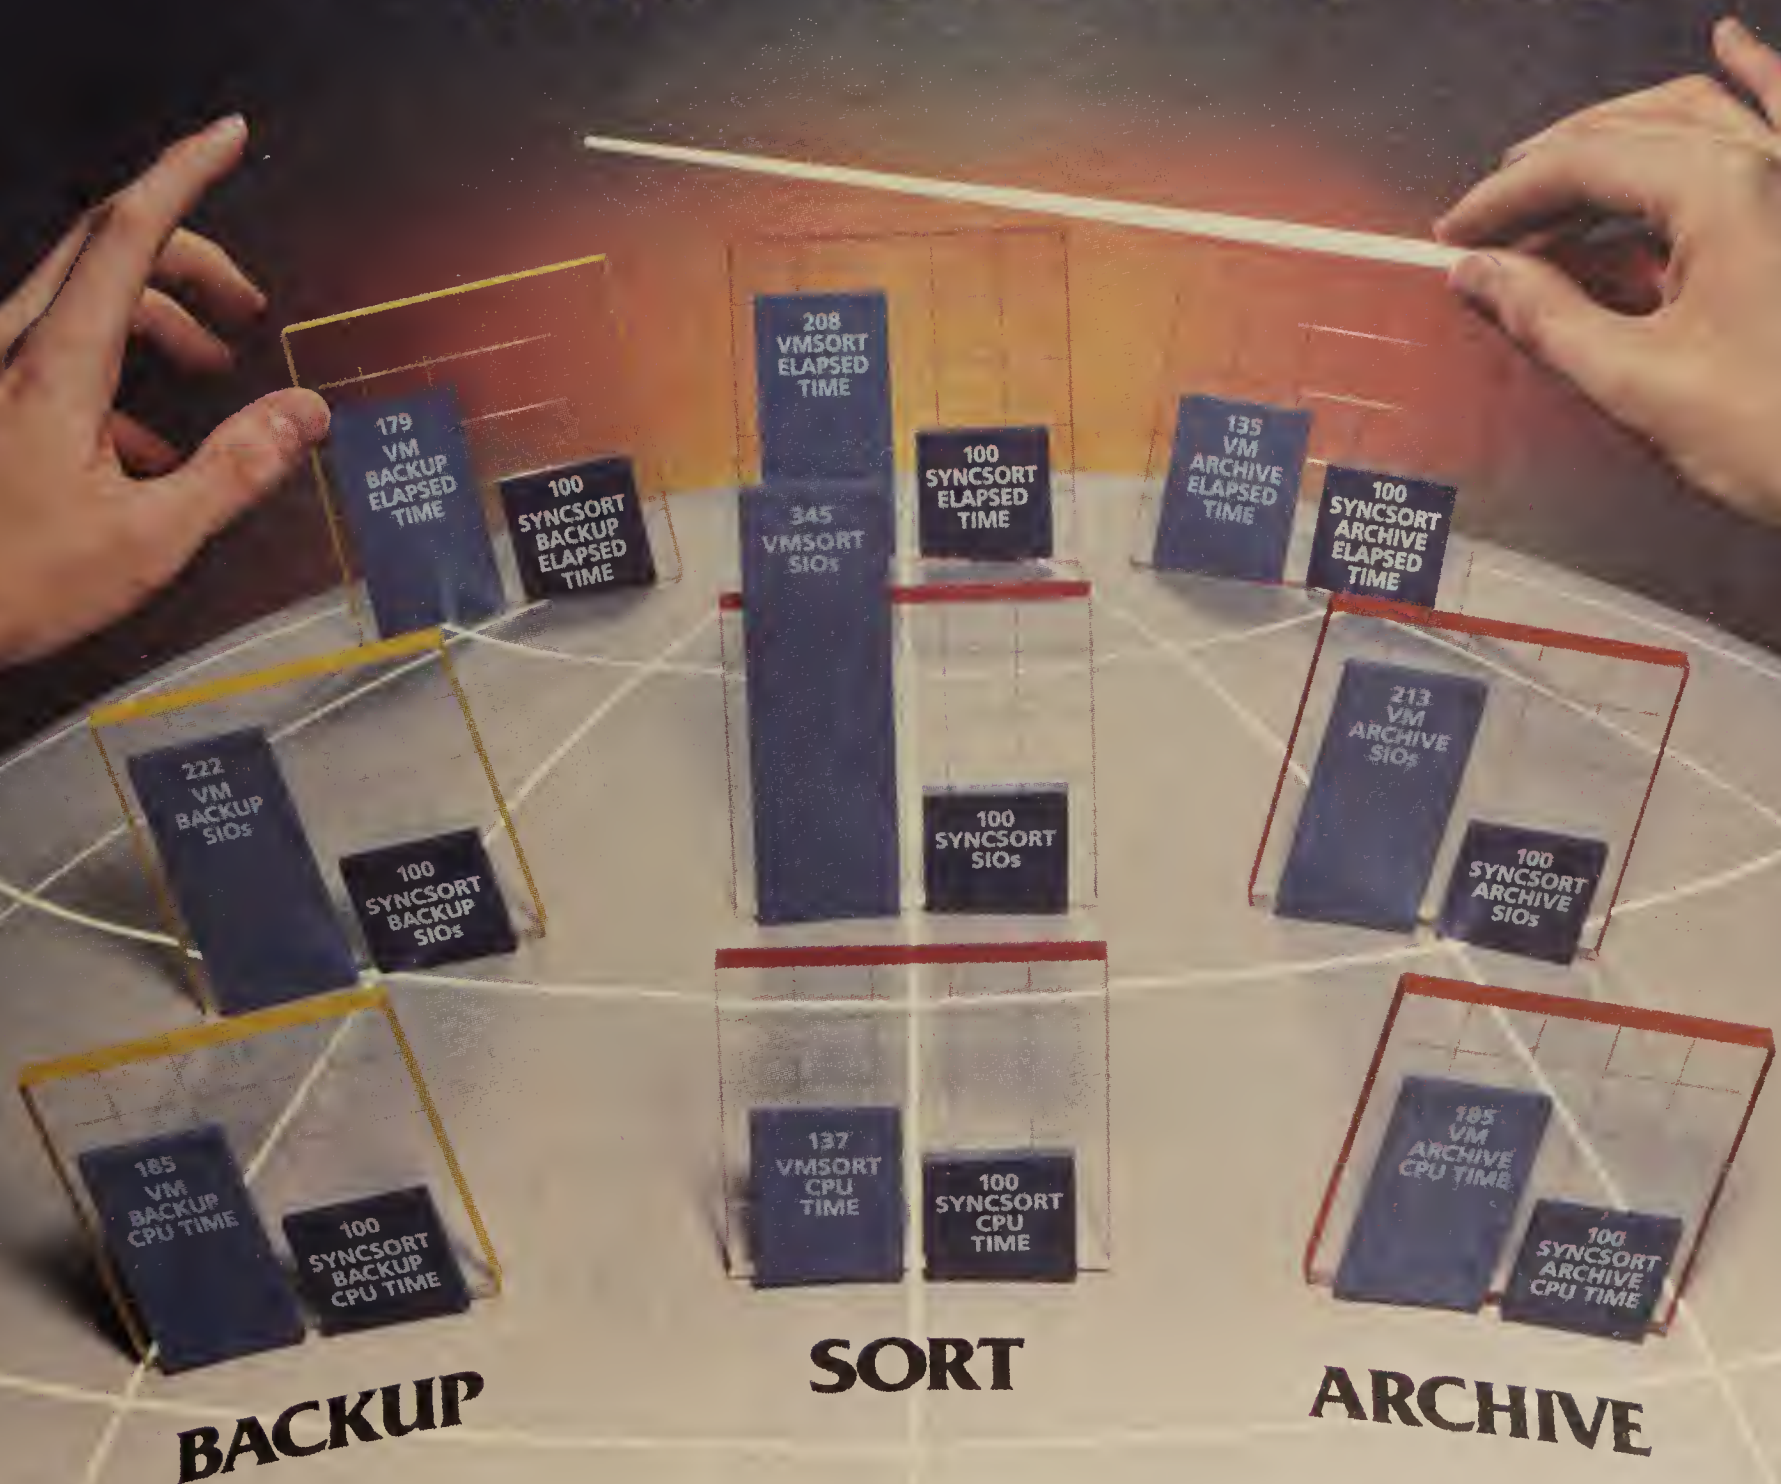 179
VM
BACKUP
ELAPSED
TIME
100
SYNCSORT
BACKUP
ELAPSED
TIME
208
VMSORT
ELAPSED
TIME
100
SYNCSORT
ELAPSED
TIME
135
VM
ARCHIVE
ELAPSED
TIME
100
SYNCSORT
ARCHIVE
ELAPSED
TIME
222
VM
BACKUP
SIOs
100
SYNCSORT
BACKUP
SIOs
345
VMSORT
SIOs
100
SYNCSORT
SIOs
213
VM
ARCHIVE
SIOs
100
SYNCSORT
ARCHIVE
SIOs
185
VM
BACKUP
CPU TIME
100
SYNCSORT
BACKUP
CPU TIME
137
VMSORT
CPU
TIME
100
SYNCSORT
CPU
TIME
185
VM
ARCHIVE
CPU TIME
100
SYNCSORT
ARCHIVE
CPU TIME
BACKUP
SORT
ARCHIVE